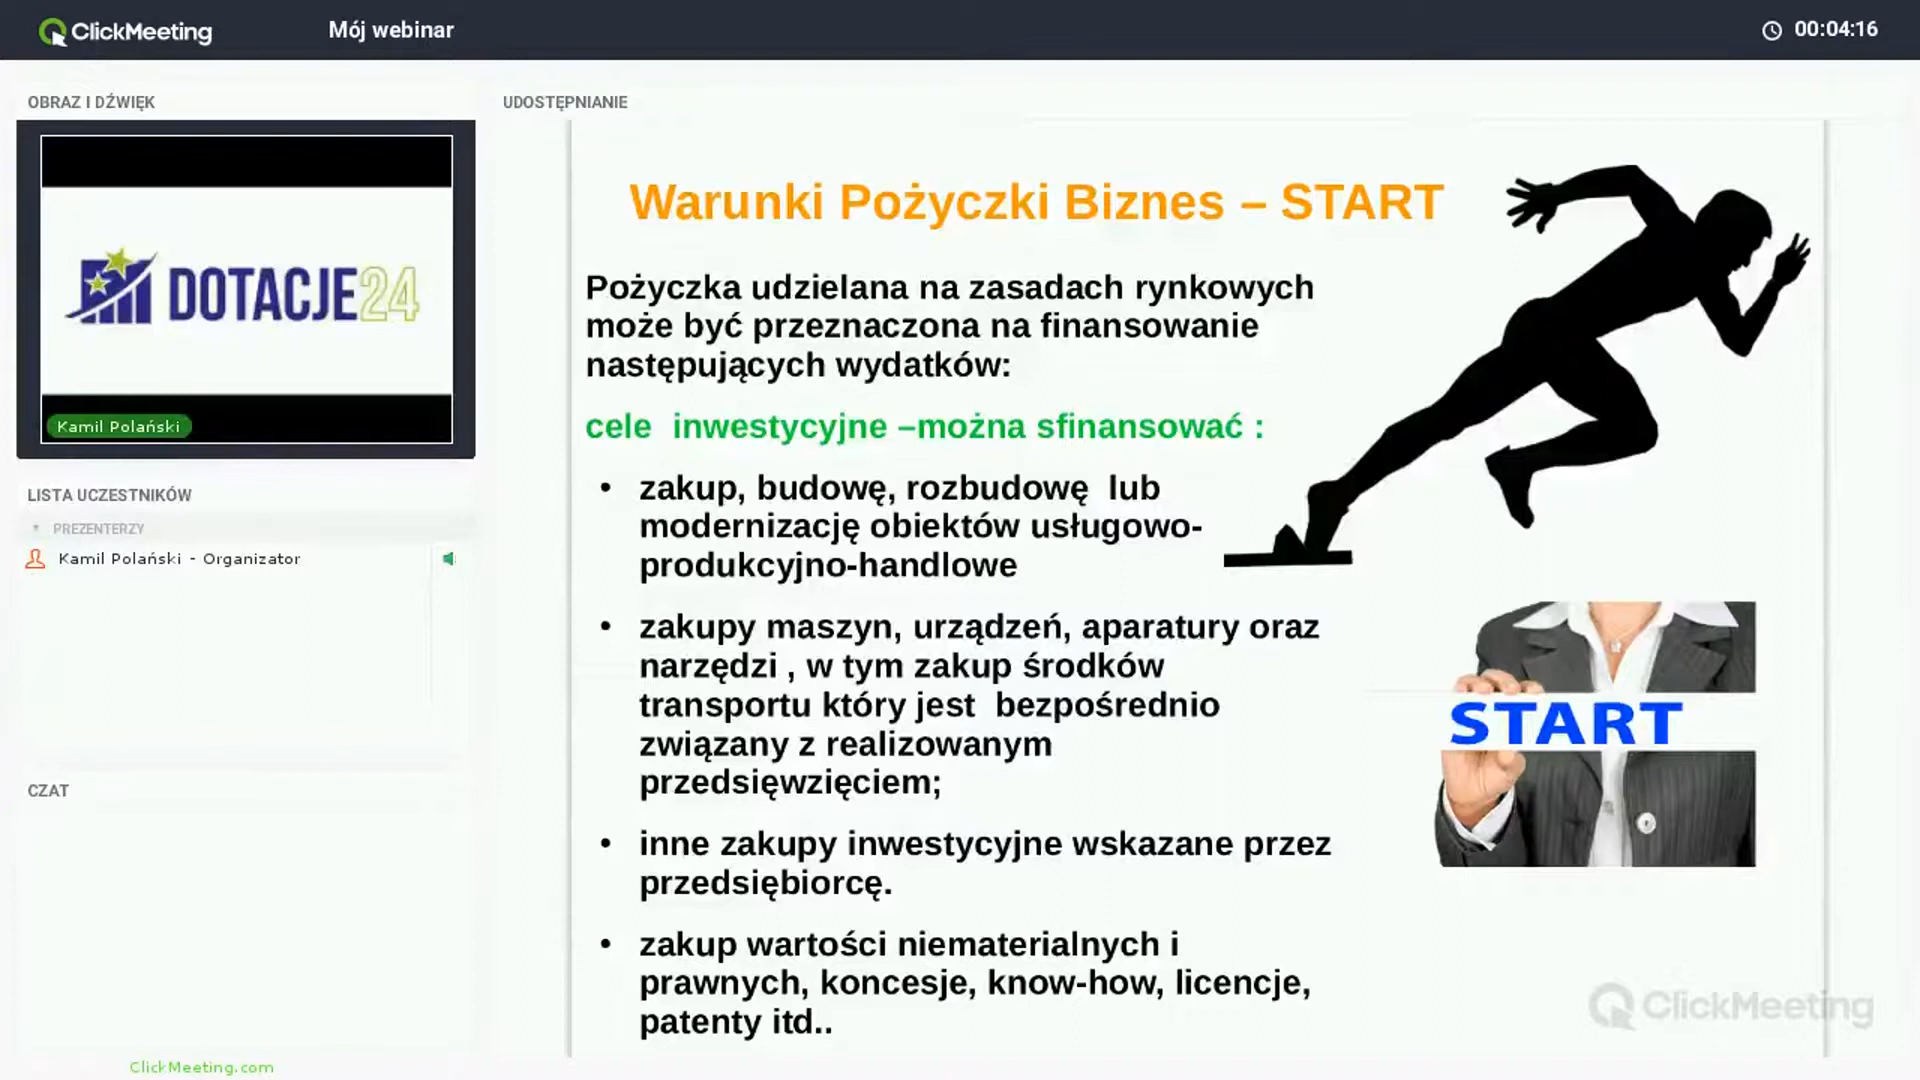 ClickMeeting
Mój webinar
00:04:16
OBRAZ I DŹWIĘK
DOTACJE24
Kamil Polański
LISTA UCZESTNIKÓW
PREZENTERZY
Kamil Polański - Organizator
CZAT
ClickMeeting.com
UDOSTĘPNIANIE
Warunki Pożyczki Biznes – START
Pożyczka udzielana na zasadach rynkowych
może być przeznaczona na finansowanie
następujących wydatków:
cele  inwestycyjne –można sfinansować :
• zakup, budowę, rozbudowę  lub
modernizację obiektów usługowo-
produkcyjno-handlowe
• zakupy maszyn, urządzeń, aparatury oraz
narzędzi , w tym zakup środków
transportu który jest  bezpośrednio
związany z realizowanym
przedsięwzięciem;
• inne zakupy inwestycyjne wskazane przez
przedsiębiorcę.
• zakup wartości niematerialnych i
prawnych, koncesje, know-how, licencje,
patenty itd..
START
ClickMeeting